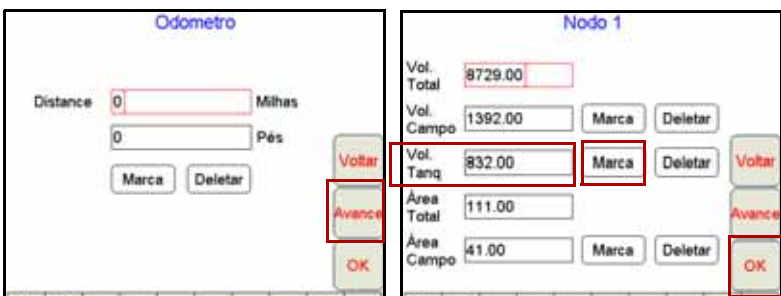 Odometro
Distance 0 Milhas
0 Pés
Marca Deletar
Voltar
Avance
OK
Nodo 1
Vol. Total 8729.00
Vol. Campo 1392.00 Marca Deletar
Vol. Tanq 832.00 Marca Deletar
Área Total 111.00
Área Campo 41.00 Marca Deletar
Voltar
Avance
OK